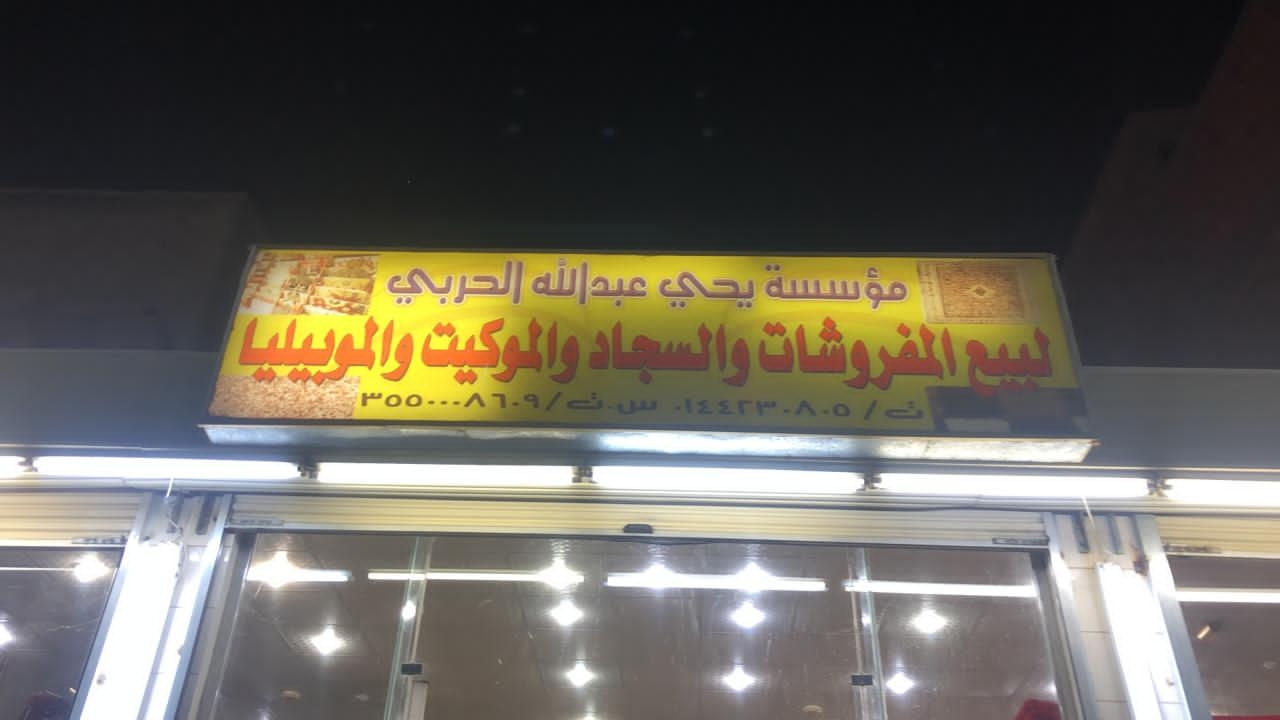 مؤسسة يحي عبدالله الحربي
لبيع المفروشات والسجاد والموكيت والموبيليا
ت/ ٠١٤٤٢٣٠٨٠٥ س.ت/ ٣٥٥٠٠٠٨٦٠٩